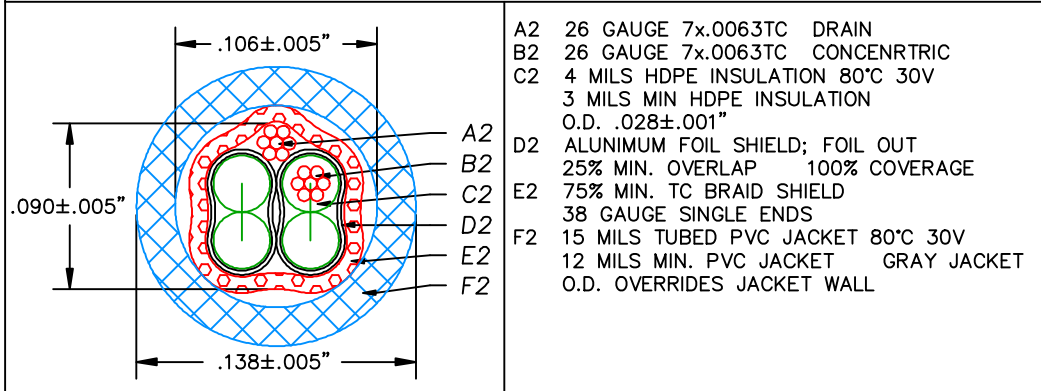 .106±.005”
.090±.005”
.138±.005”
A2
B2
C2
D2
E2
F2
A2 26 GAUGE 7x.0063TC DRAIN
B2 26 GAUGE 7x.0063TC CONCENRTRIC
C2 4 MILS HDPE INSULATION 80°C 30V
3 MILS MIN HDPE INSULATION
O.D. .028±.001”
D2 ALUNIMUM FOIL SHIELD; FOIL OUT
25% MIN. OVERLAP 100% COVERAGE
E2 75% MIN. TC BRAID SHIELD
38 GAUGE SINGLE ENDS
F2 15 MILS TUBED PVC JACKET 80°C 30V
12 MILS MIN. PVC JACKET GRAY JACKET
O.D. OVERRIDES JACKET WALL